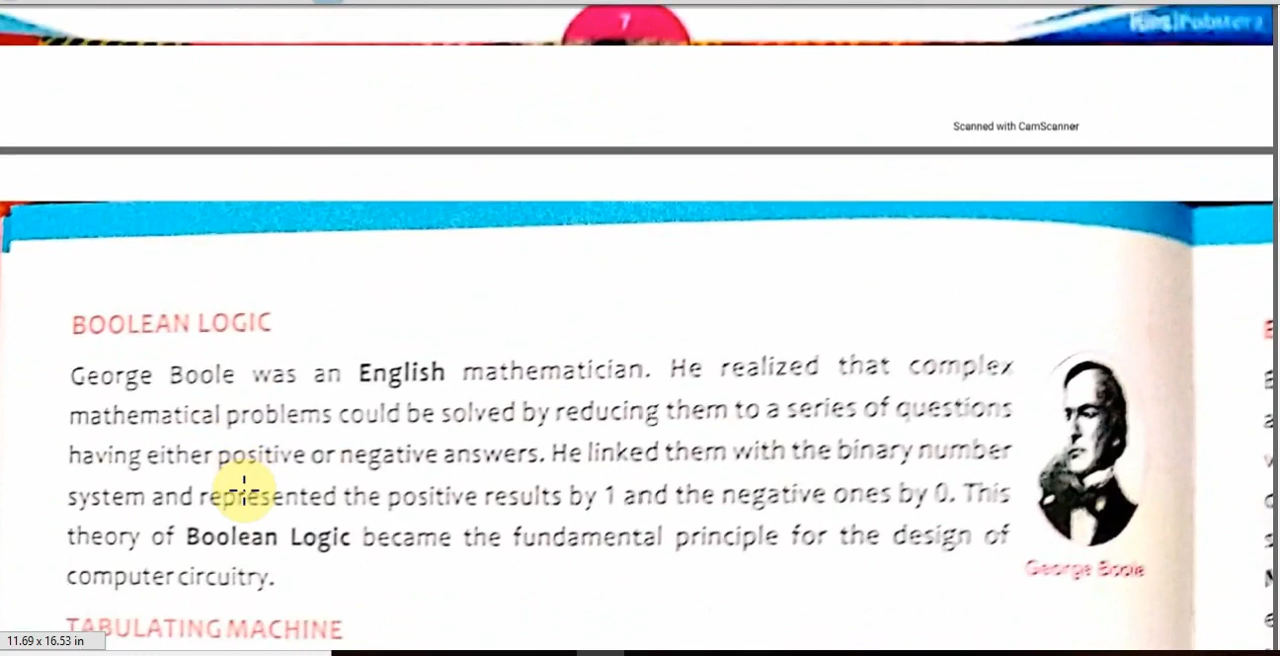 7
Scanned with CamScanner
BOOLEAN LOGIC
George Boole was an English mathematician. He realized that complex
mathematical problems could be solved by reducing them to a series of questions
having either positive or negative answers. He linked them with the binary number
system and represented the positive results by 1 and the negative ones by 0. This
theory of Boolean Logic became the fundamental principle for the design of
computer circuitry.
George Boole
TABULATING MACHINE
11.69 x 16.53 in